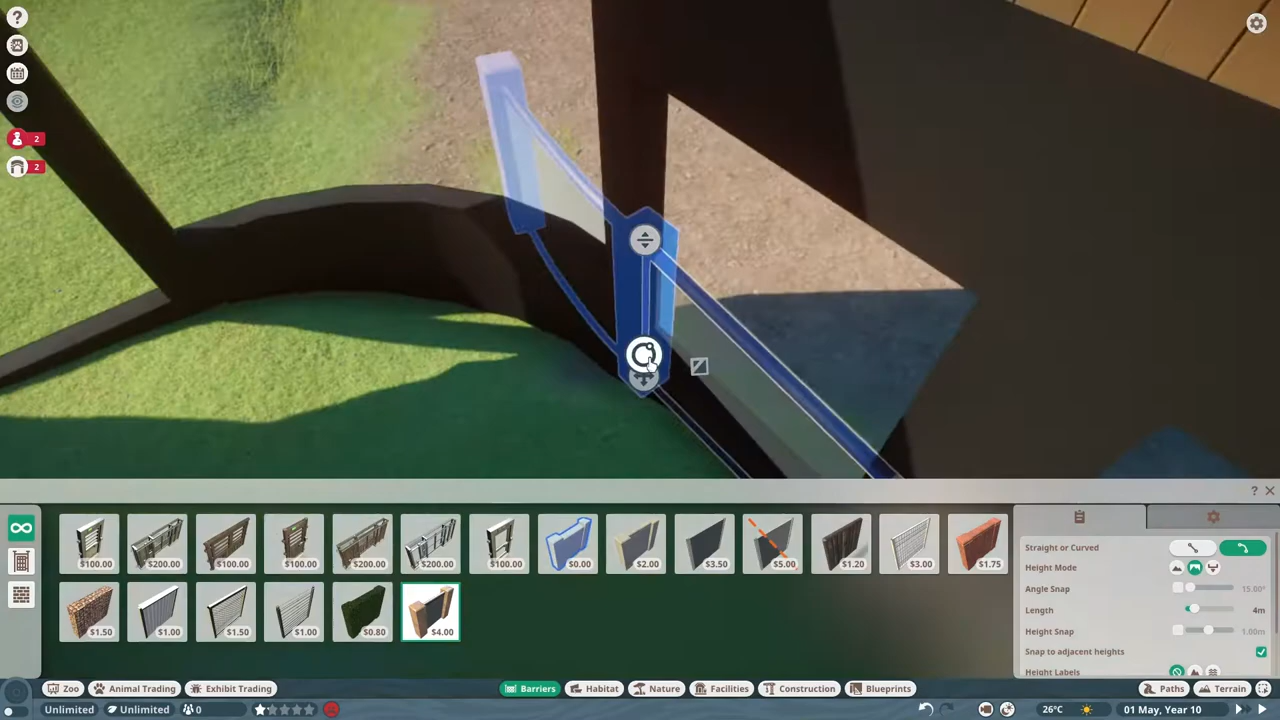 ?
2
2
? ×
$100.00 $200.00 $100.00 $100.00 $200.00 $200.00 $100.00 $0.00 $2.00 $3.50 $5.00 $1.20 $3.00 $1.75
$1.50 $1.00 $1.50 $1.00 $0.80 $4.00
Straight or Curved
Height Mode
Angle Snap 15.00°
Length 4m
Height Snap 1.00m
Snap to adjacent heights
Height Labels
Zoo Animal Trading Exhibit Trading Barriers Habitat Nature Facilities Construction Blueprints Paths Terrain
Unlimited Unlimited 0 26°C 01 May, Year 10